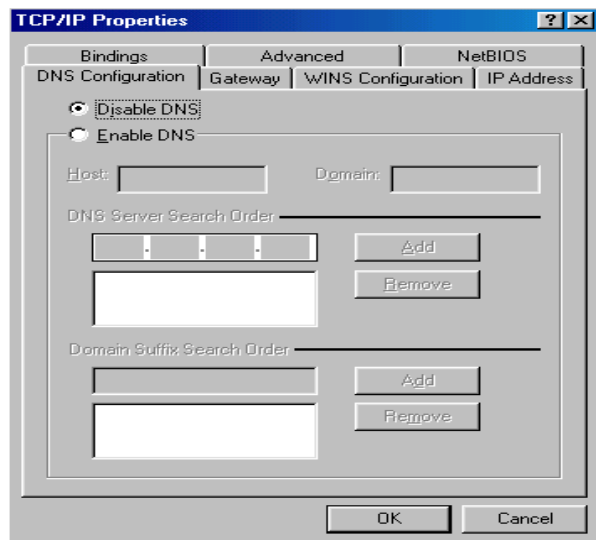 TCP/IP Properties
Bindings Advanced NetBIOS
DNS Configuration Gateway WINS Configuration IP Address
Disable DNS
Enable DNS
Host: Domain:
DNS Server Search Order
Add
Remove
Domain Suffix Search Order
Add
Remove
OK Cancel